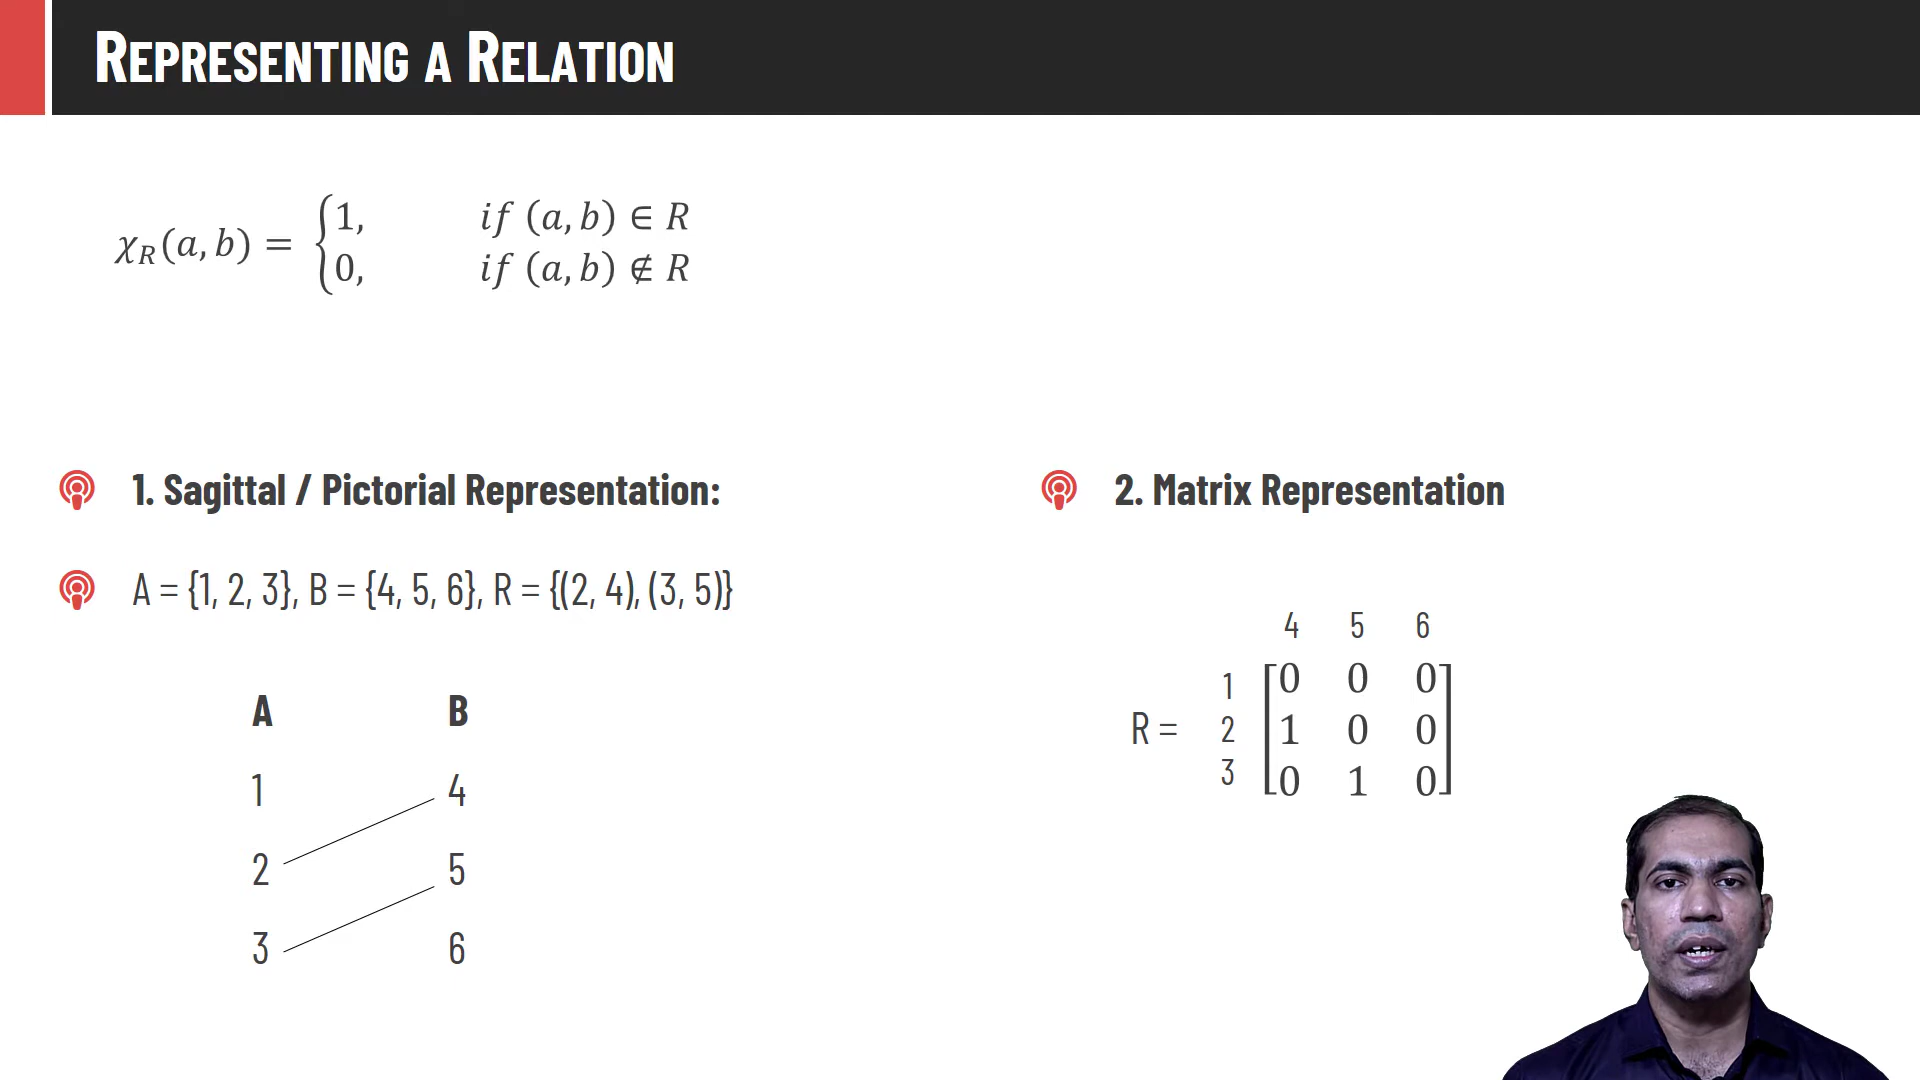 REPRESENTING A RELATION
χ_R(a, b) = { 1, if (a, b) ∈ R
0, if (a, b) ∉ R
1. Sagittal / Pictorial Representation:
A = {1, 2, 3}, B = {4, 5, 6}, R = {(2, 4), (3, 5)}
A B
1 4
2 5
3 6
2. Matrix Representation
4 5 6
1 [0 0 0]
R = 2 [1 0 0]
3 [0 1 0]